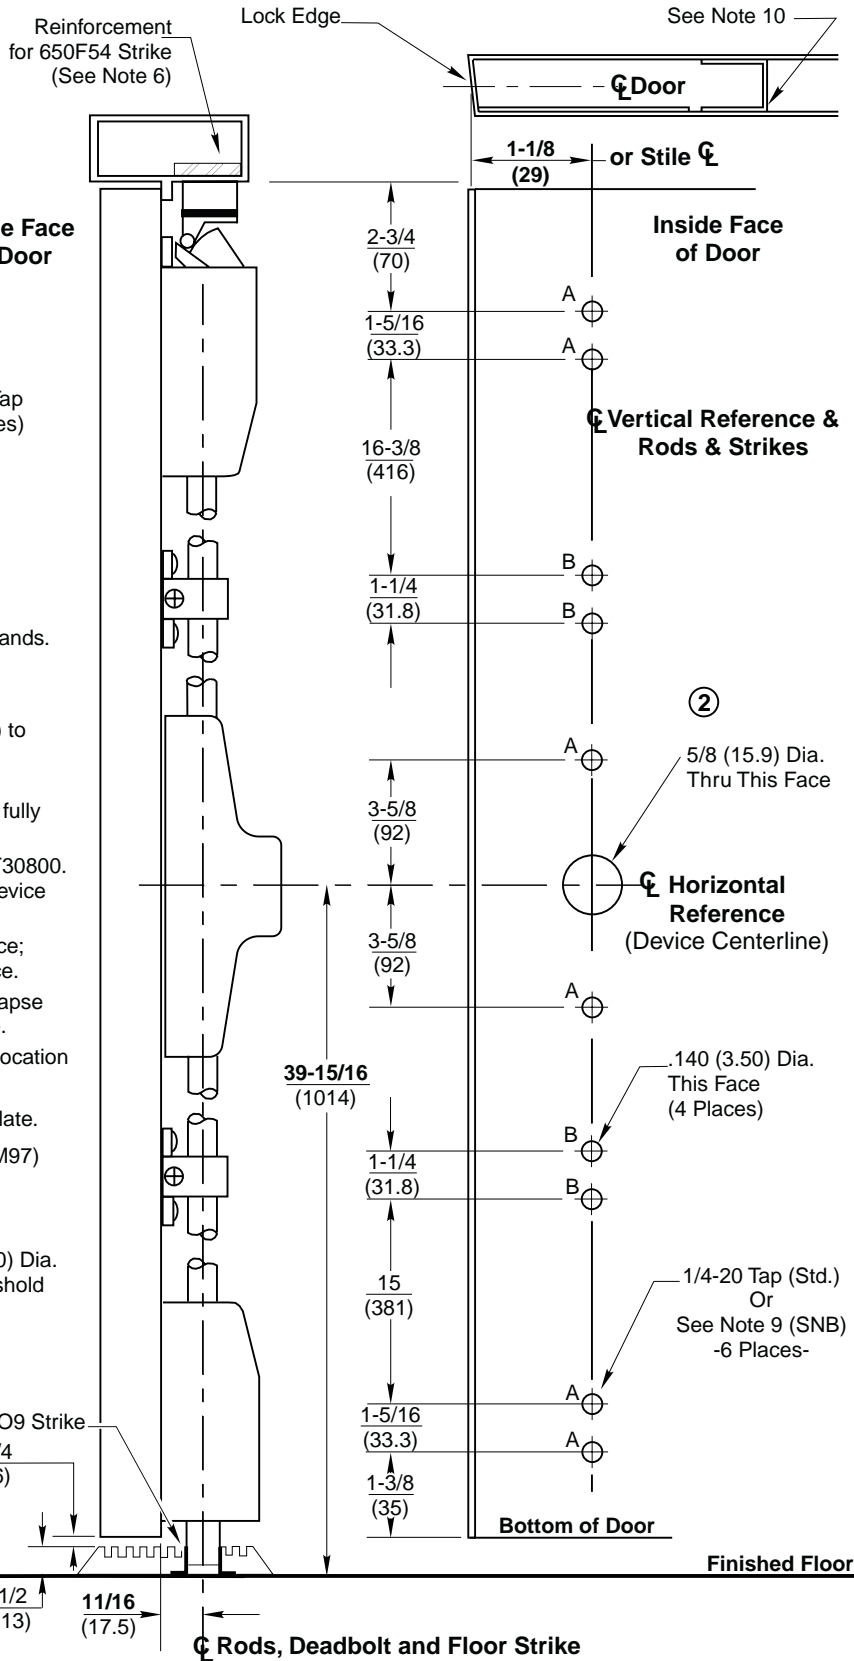 Reinforcement
for 650F54 Strike
(See Note 6)
Lock Edge
See Note 10
℄ Door
1-1/8
(29)
or Stile ℄
e Face
Door
2-3/4
(70)
Inside Face
of Door
A
1-5/16
(33.3)
A
Tap
es)
16-3/8
(416)
℄ Vertical Reference &
Rods & Strikes
B
1-1/4
(31.8)
B
ands.
) to
2
A
5/8 (15.9) Dia.
Thru This Face
3-5/8
(92)
fully
T30800.
evice
℄ Horizontal
Reference
(Device Centerline)
3-5/8
(92)
ce;
ce.
A
apse
.
ocation
39-15/16
(1014)
.140 (3.50) Dia.
This Face
(4 Places)
late.
B
M97)
1-1/4
(31.8)
B
0) Dia.
shold
15
(381)
1/4-20 Tap (Std.)
Or
See Note 9 (SNB)
-6 Places-
A
O9 Strike
1-5/16
(33.3)
A
/4
6)
1-3/8
(35)
Bottom of Door
Finished Floor
1/2
13)
11/16
(17.5)
℄ Rods, Deadbolt and Floor Strike